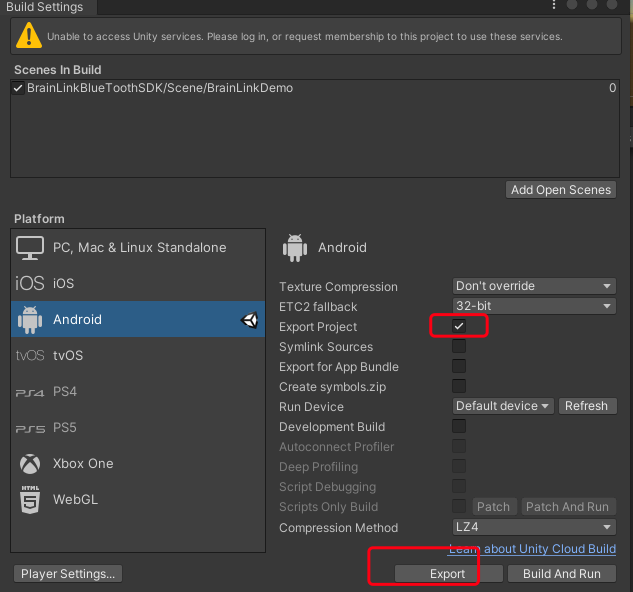 Build Settings
Unable to access Unity services. Please log in, or request membership to this project to use these services.
Scenes In Build
BrainLinkBlueToothSDK/Scene/BrainLinkDemo 0
Add Open Scenes
Platform
PC, Mac & Linux Standalone
iOS iOS
Android
tvOS tvOS
PS4 PS4
PS5 PS5
Xbox One
HTML
WebGL
Android
Texture Compression Don't override
ETC2 fallback 32-bit
Export Project
Symlink Sources
Export for App Bundle
Create symbols.zip
Run Device Default device Refresh
Development Build
Autoconnect Profiler
Deep Profiling
Script Debugging
Scripts Only Build Patch Patch And Run
Compression Method LZ4
Learn about Unity Cloud Build
Player Settings... Export Build And Run